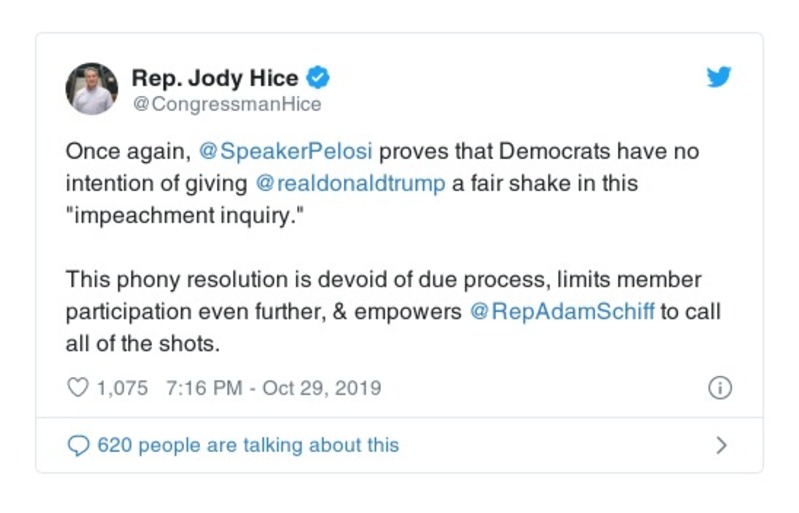 Rep. Jody Hice
@CongressmanHice
Once again, @SpeakerPelosi proves that Democrats have no
intention of giving @realdonaldtrump a fair shake in this
"impeachment inquiry."
This phony resolution is devoid of due process, limits member
participation even further, & empowers @RepAdamSchiff to call
all of the shots.
1,075 7:16 PM - Oct 29, 2019
620 people are talking about this